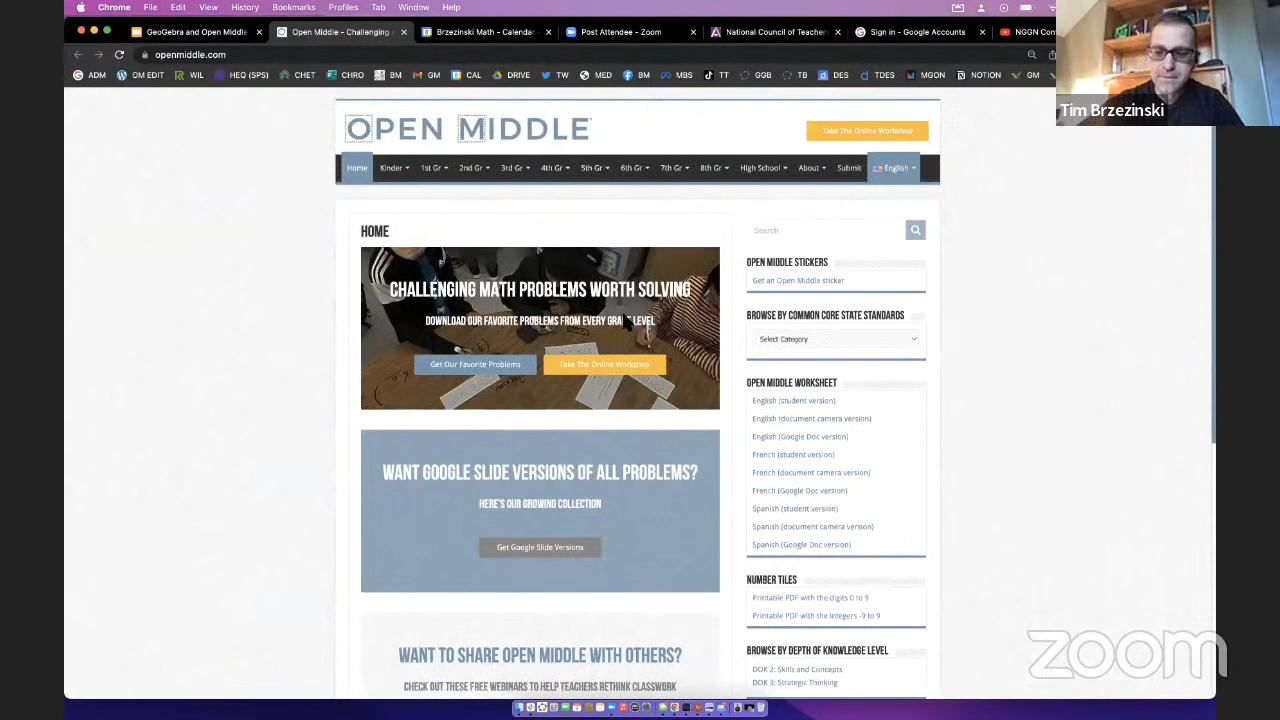 Chrome File Edit View History Bookmarks Profiles Tab Window Help
GeoGebra and Open Middle
Open Middle - Challenging
Brzezinski Math - Calendar
Post Attendee - Zoom
National Council of Teacher
Sign in - Google Accounts
NGGN Con
openmiddle.com
ADM OM EDIT WJ HEQ (SPS) CHET CHRO BK GM CAL DRIVE TW MED BM MBS TT GGB TB DES TDES MGON NOTION GM
Tim Brzezinski
OPEN MIDDLE
Take The Online Workshop
Home Kinder 1st Gr 2nd Gr 3rd Gr 4th Gr 5th Gr 6th Gr 7th Gr 8th Gr High School About Submit English
HOME
CHALLENGING MATH PROBLEMS WORTH SOLVING
DOWNLOAD OUR FAVORITE PROBLEMS FROM EVERY GRADE LEVEL
Get Our Favorite Problems
Take The Online Workshop
WANT GOOGLE SLIDE VERSIONS OF ALL PROBLEMS?
HERE'S OUR GROWING COLLECTION
Get Google Slide Versions
WANT TO SHARE OPEN MIDDLE WITH OTHERS?
CHECK OUT THESE FREE WEBINARS TO HELP TEACHERS RETHINK CLASSWORK
Search
OPEN MIDDLE STICKERS
Get an Open Middle sticker
BROWSE BY COMMON CORE STATE STANDARDS
Select Category
OPEN MIDDLE WORKSHEET
English (student version)
English (document camera version)
English (Google Doc version)
French (student version)
French (document camera version)
French (Google Doc version)
Spanish (student version)
Spanish (document camera version)
Spanish (Google Doc version)
NUMBER TILES
Printable PDF with the digits 0 to 9
Printable PDF with the integers -9 to 9
BROWSE BY DEPTH OF KNOWLEDGE LEVEL
DOK 2: Skills and Concepts
DOK 3: Strategic Thinking
zoom